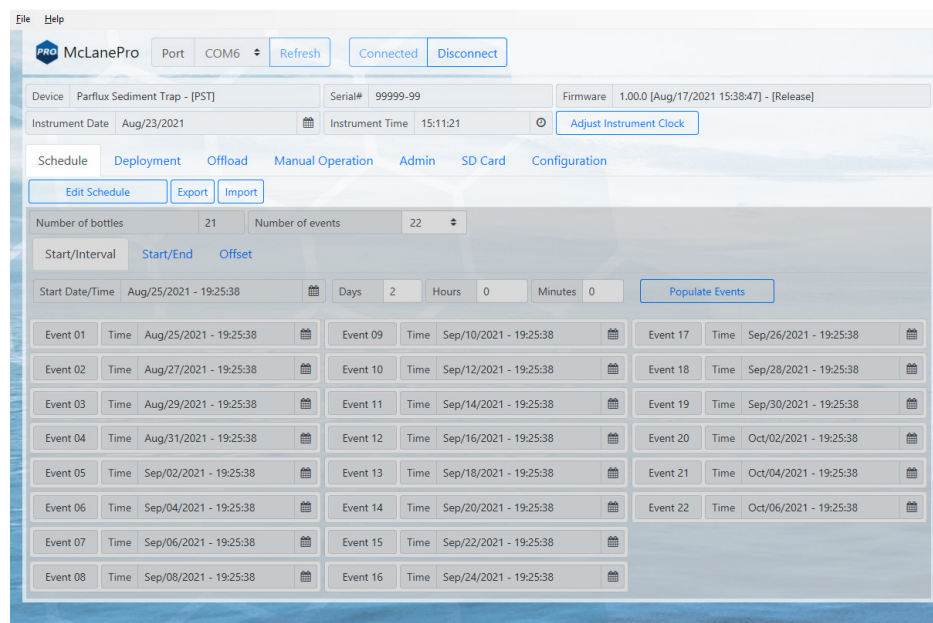 File Help
PRO McLanePro Port COM6 Refresh Connected Disconnect
Device Parflux Sediment Trap - [PST] Serial# 99999-99 Firmware 1.00.0 [Aug/17/2021 15:38:47] - [Release]
Instrument Date Aug/23/2021 Instrument Time 15:11:21 Adjust Instrument Clock
Schedule Deployment Offload Manual Operation Admin SD Card Configuration
Edit Schedule Export Import
Number of bottles 21 Number of events 22
Start/Interval Start/End Offset
Start Date/Time Aug/25/2021 - 19:25:38 Days 2 Hours 0 Minutes 0 Populate Events
Event 01 Time Aug/25/2021 - 19:25:38 Event 09 Time Sep/10/2021 - 19:25:38 Event 17 Time Sep/26/2021 - 19:25:38
Event 02 Time Aug/27/2021 - 19:25:38 Event 10 Time Sep/12/2021 - 19:25:38 Event 18 Time Sep/28/2021 - 19:25:38
Event 03 Time Aug/29/2021 - 19:25:38 Event 11 Time Sep/14/2021 - 19:25:38 Event 19 Time Sep/30/2021 - 19:25:38
Event 04 Time Aug/31/2021 - 19:25:38 Event 12 Time Sep/16/2021 - 19:25:38 Event 20 Time Oct/02/2021 - 19:25:38
Event 05 Time Sep/02/2021 - 19:25:38 Event 13 Time Sep/18/2021 - 19:25:38 Event 21 Time Oct/04/2021 - 19:25:38
Event 06 Time Sep/04/2021 - 19:25:38 Event 14 Time Sep/20/2021 - 19:25:38 Event 22 Time Oct/06/2021 - 19:25:38
Event 07 Time Sep/06/2021 - 19:25:38 Event 15 Time Sep/22/2021 - 19:25:38
Event 08 Time Sep/08/2021 - 19:25:38 Event 16 Time Sep/24/2021 - 19:25:38